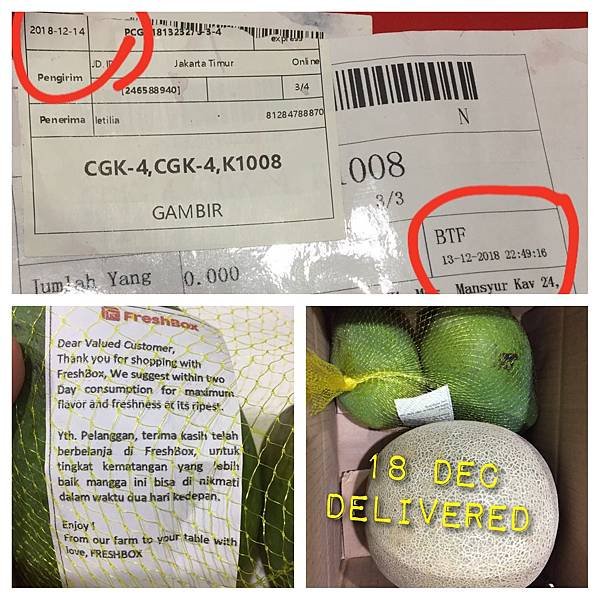 2018-12-14
express
Pengirim
JD.ID
Jakarta Timur
Online
[246588940]
3/4
Penerima
letilia
81284788870
CGK-4,CGK-4,K1008
GAMBIR
N
1008
3/3
BTF
13-12-2018 22:49:16
Jumlah Yang
0.000
Mansyur Kav 24,
FreshBox
Dear Valued Customer,
Thank you for shopping with
FreshBox, We suggest within two
Day consumption for maximum
flavor and freshness at its ripest.
Yth. Pelanggan, terima kasih telah
berbelanja di FreshBox, untuk
tingkat kematangan yang lebih
baik mangga ini bisa di nikmati
dalam waktu dua hari kedepan.
Enjoy !
From our farm to your table with
love, FRESHBOX
18 DEC
DELIVERED